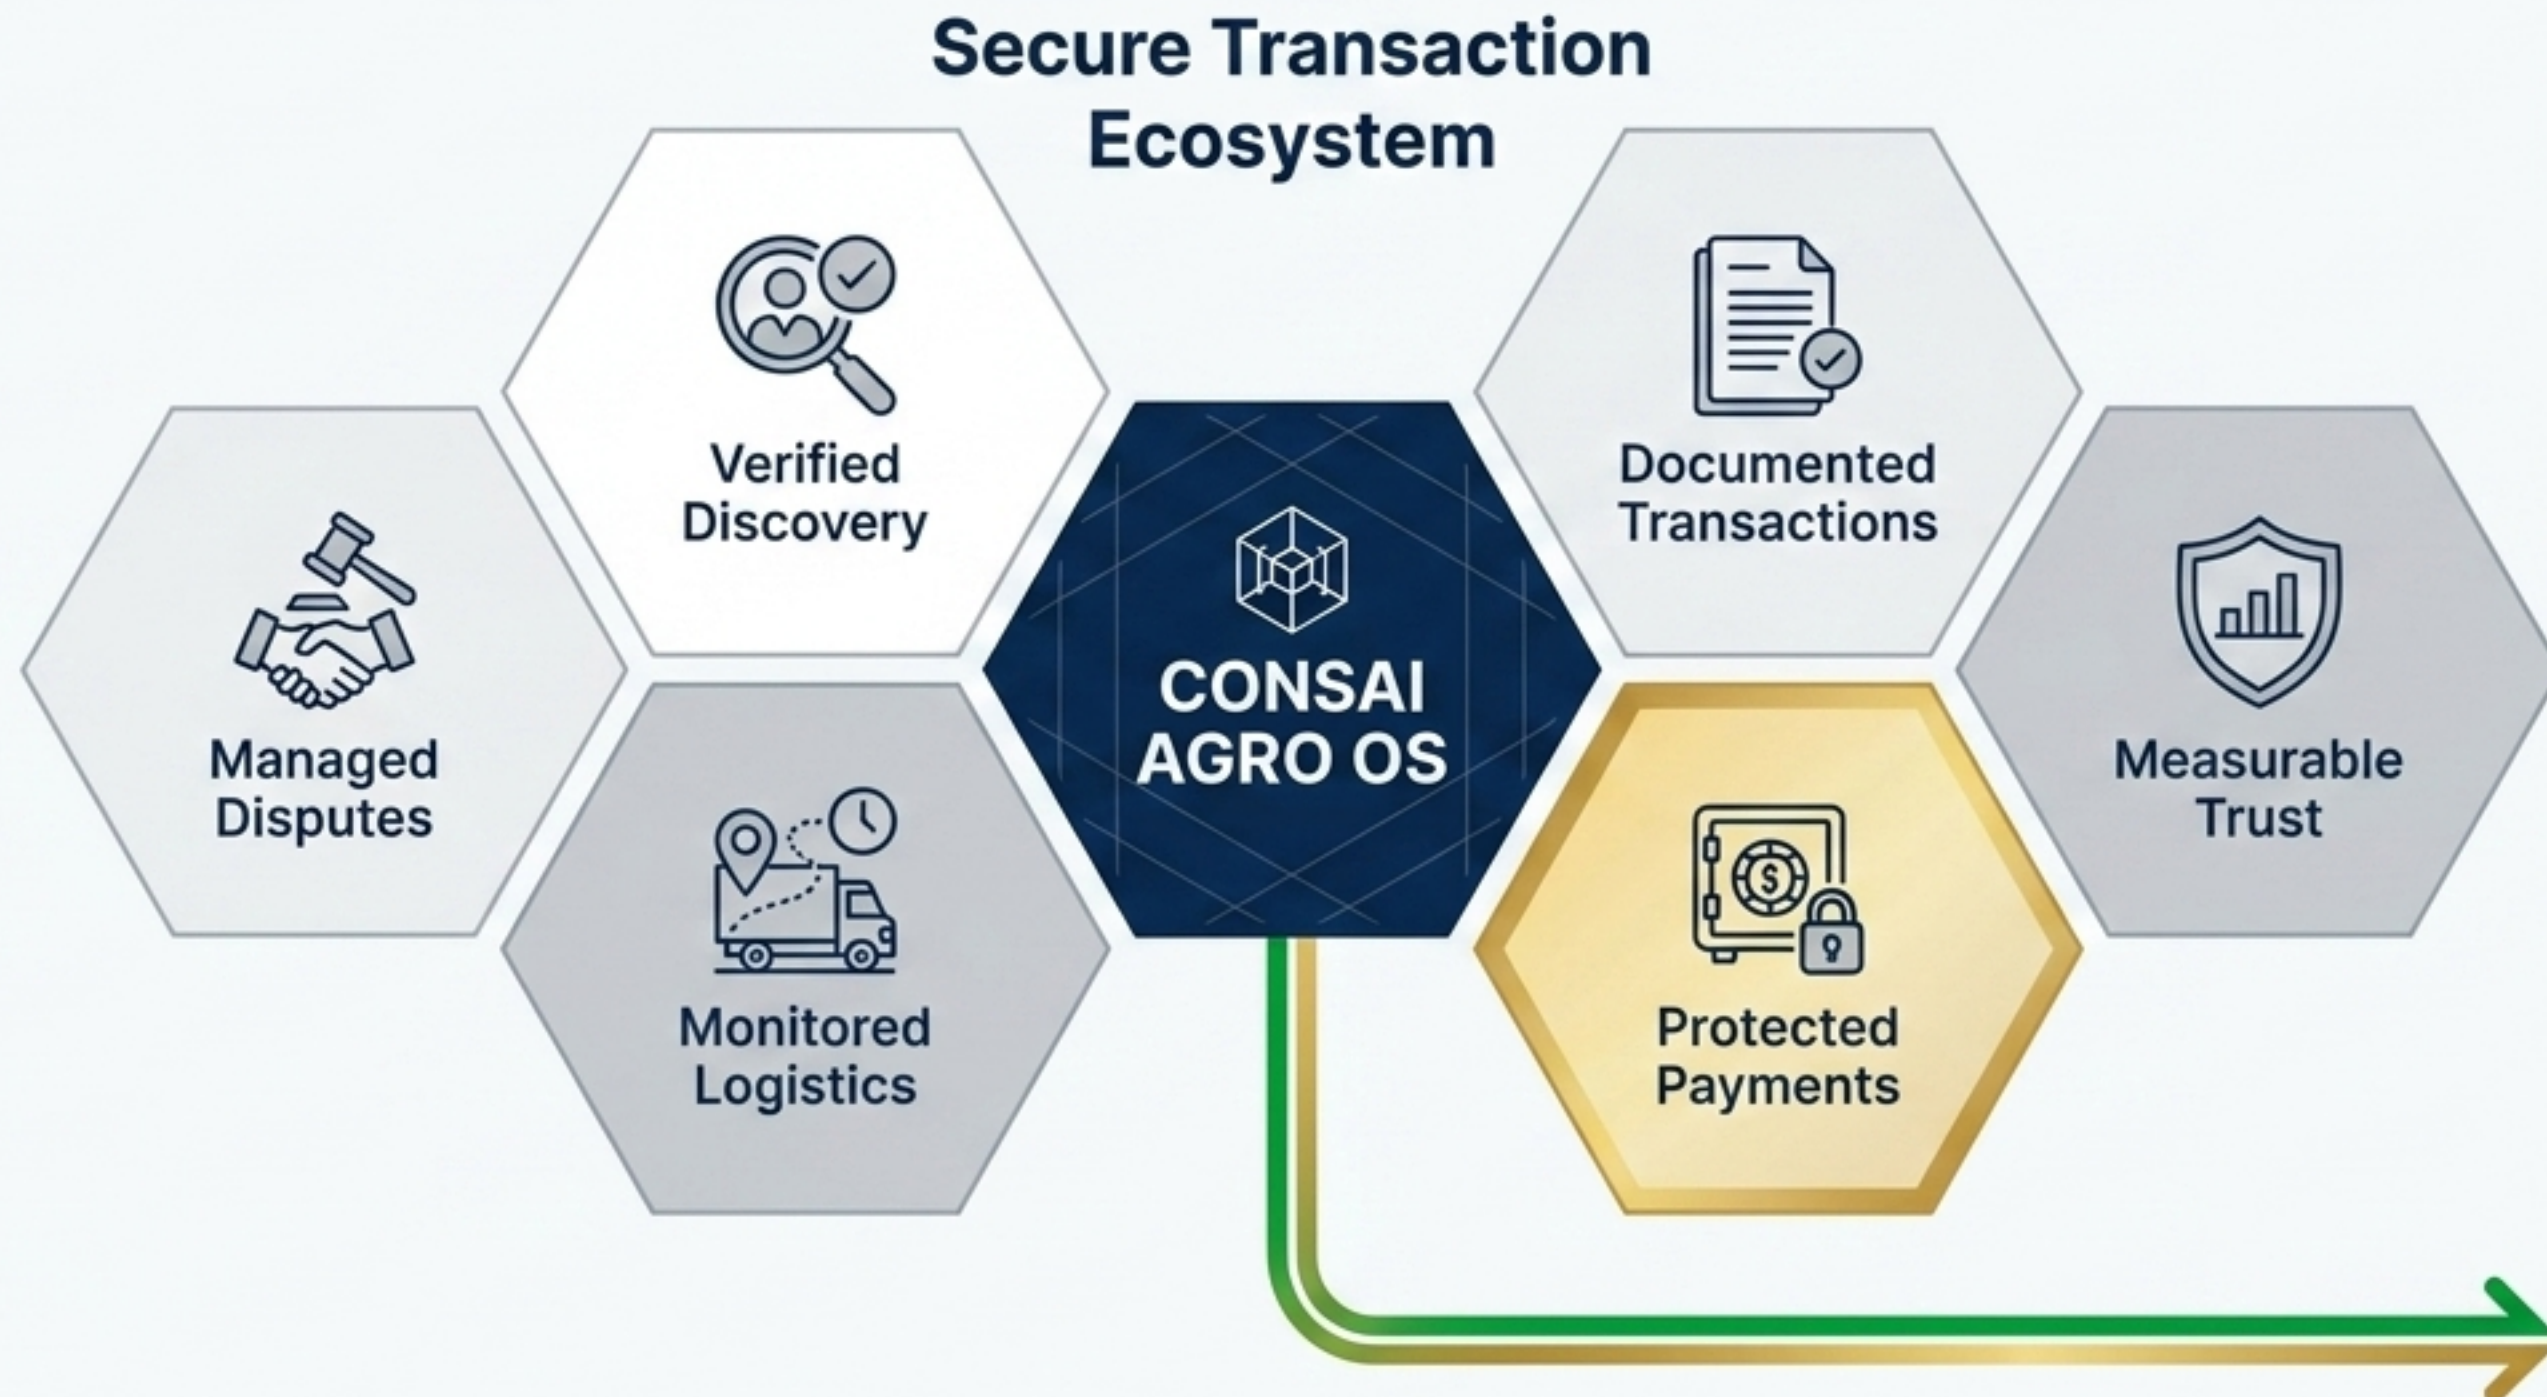 Secure Transaction
Ecosystem
Verified
Discovery
Documented
Transactions
Managed
Disputes
CONSAI
AGRO OS
Measurable
Trust
Monitored
Logistics
$
Protected
Payments